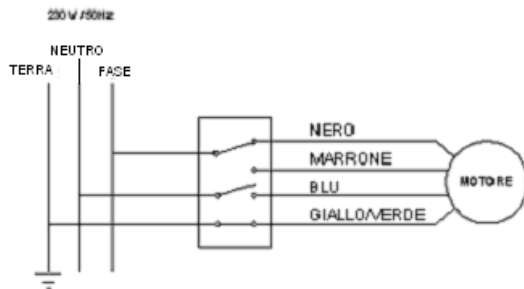 230 V /50Hz
NEUTRO
TERRA
FASE
NERO
MARRONE
BLU
GIALLO/VERDE
MOTORE